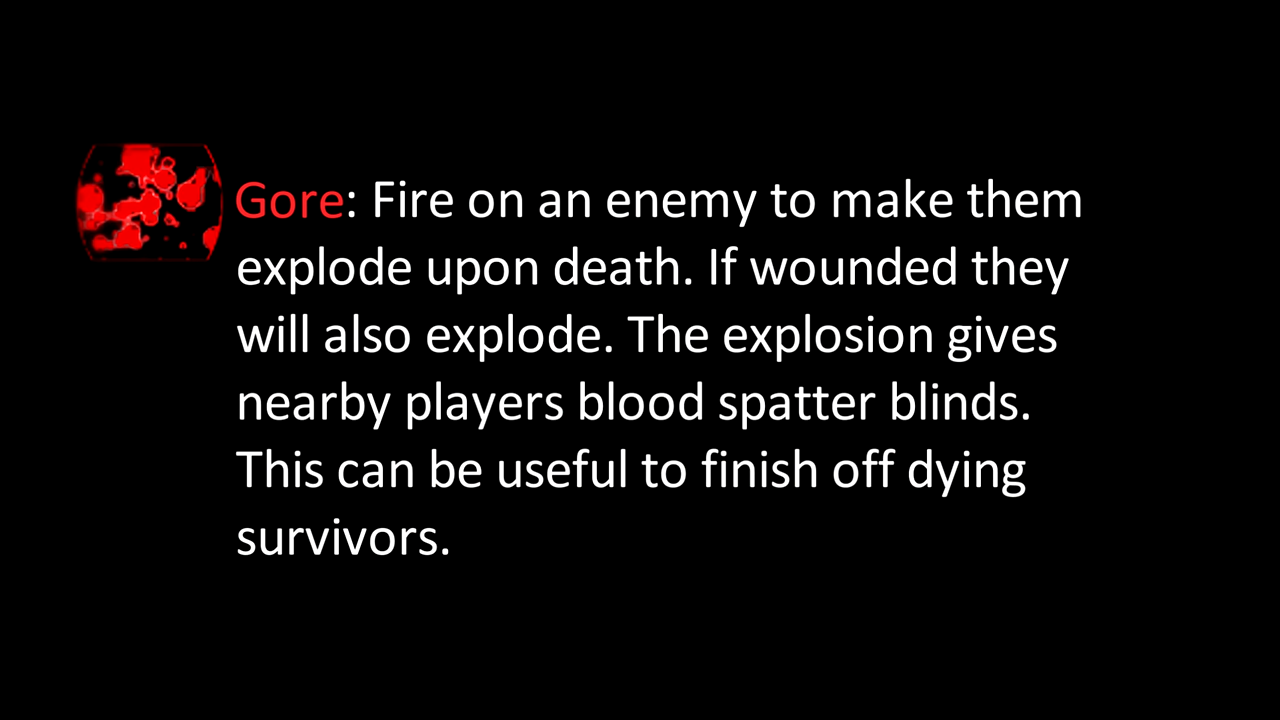 Gore: Fire on an enemy to make them
explode upon death. If wounded they
will also explode. The explosion gives
nearby players blood spatter blinds.
This can be useful to finish off dying
survivors.